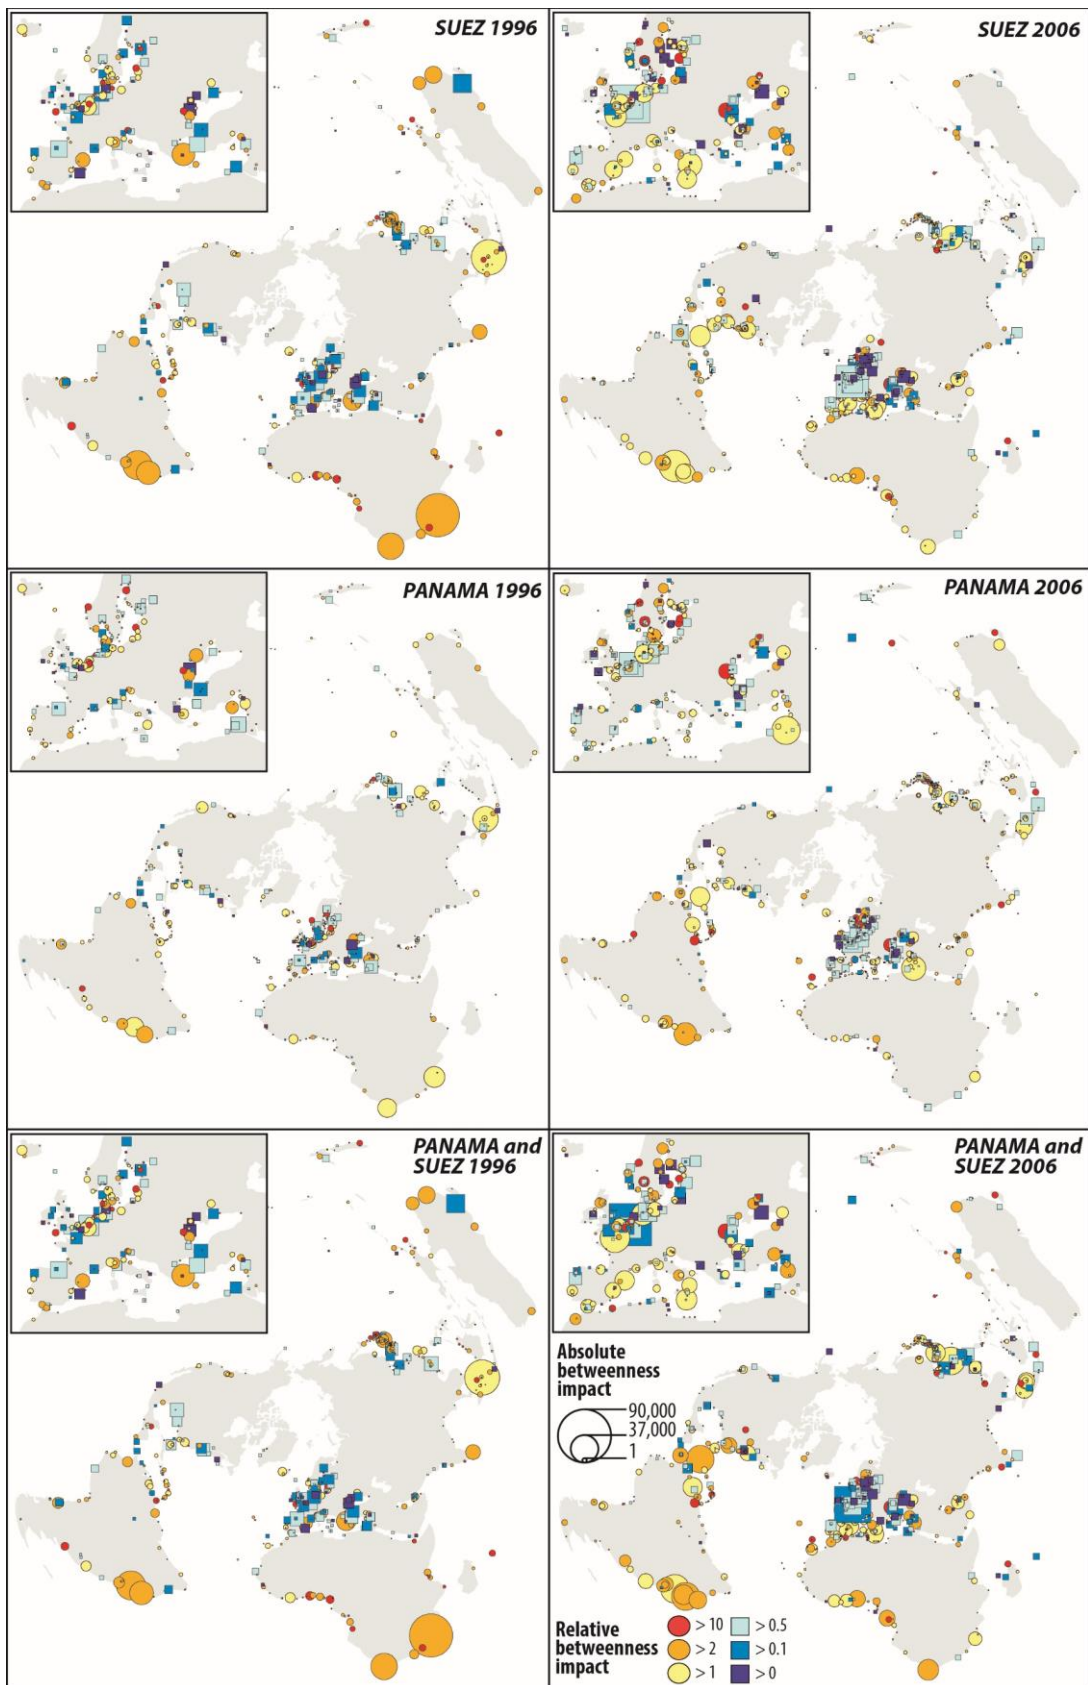 SUEZ 1996
SUEZ 2006
PANAMA 1996
PANAMA 2006
PANAMA and
SUEZ 1996
PANAMA and
SUEZ 2006
Absolute
betweenness
impact
90,000
37,000
1
Relative
betweenness
impact
> 10
> 2
> 1
> 0.5
> 0.1
> 0